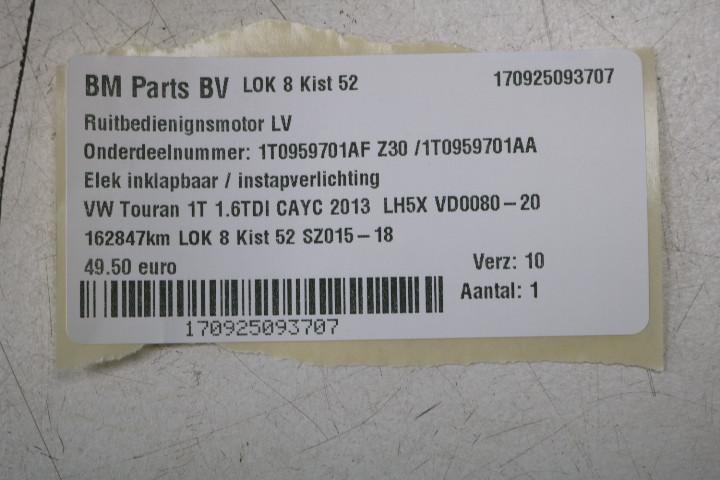 BM Parts BV LOK 8 Kist 52 170925093707
Ruitbedienignsmotor LV
Onderdeelnummer: 1T0959701AF Z30 /1T0959701AA
Elek inklapbaar / instapverlichting
VW Touran 1T 1.6TDI CAYC 2013 LH5X VD0080-20
162847km LOK 8 Kist 52 SZ015-18
49.50 euro Verz: 10
Aantal: 1
170925093707